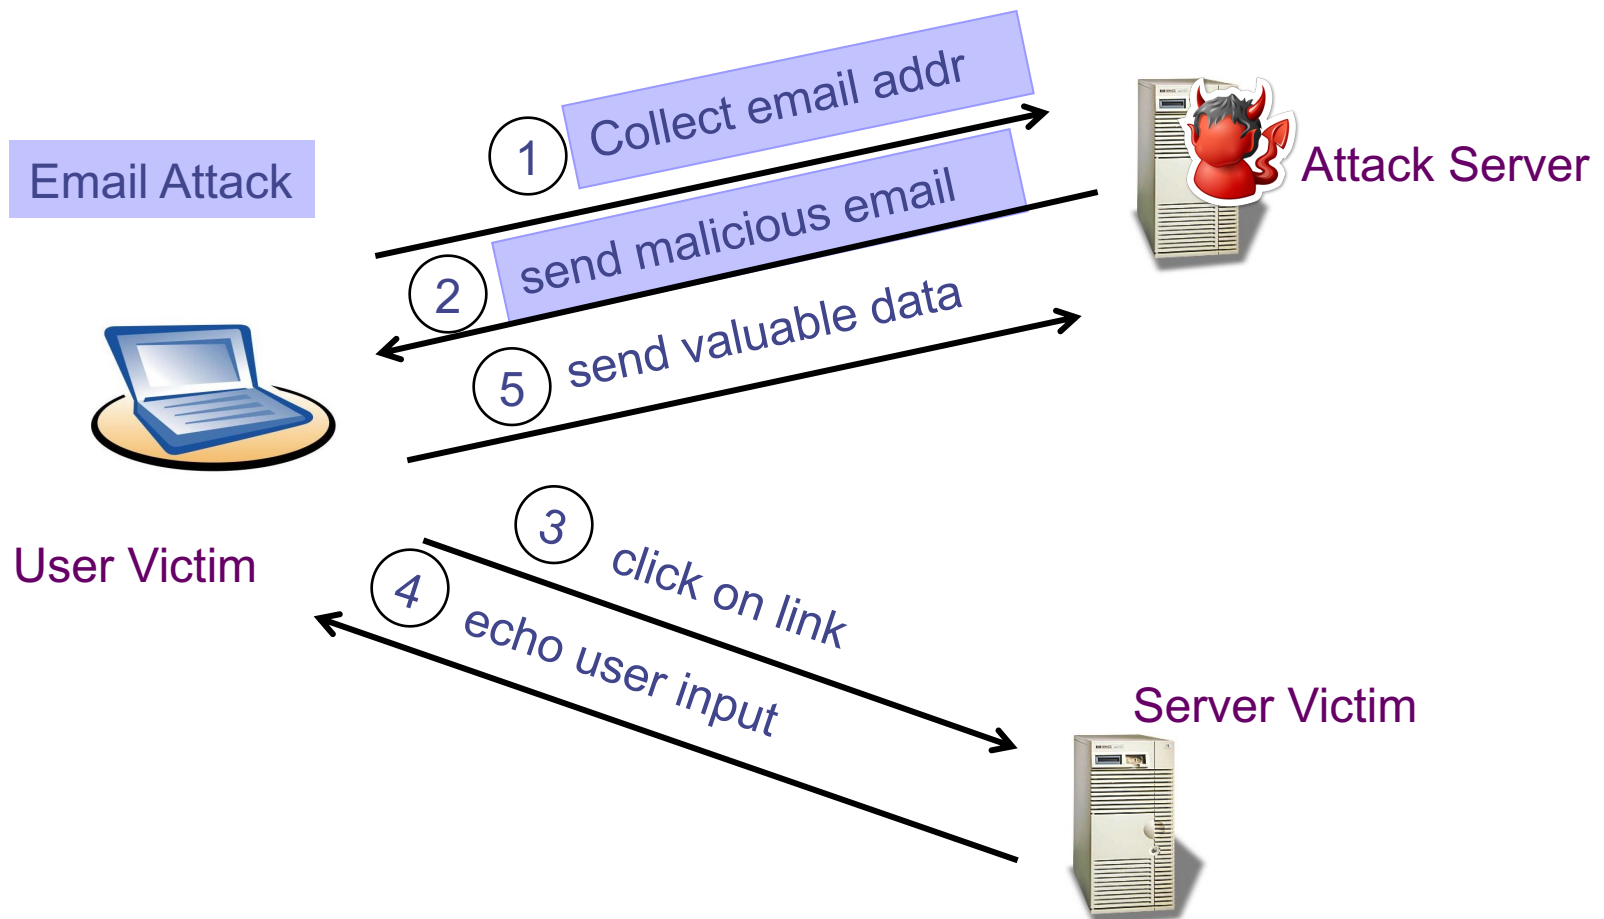 Email Attack
1
Collect email addr
Attack Server
2
send malicious email
5
send valuable data
User Victim
3
click on link
4
echo user input
Server Victim